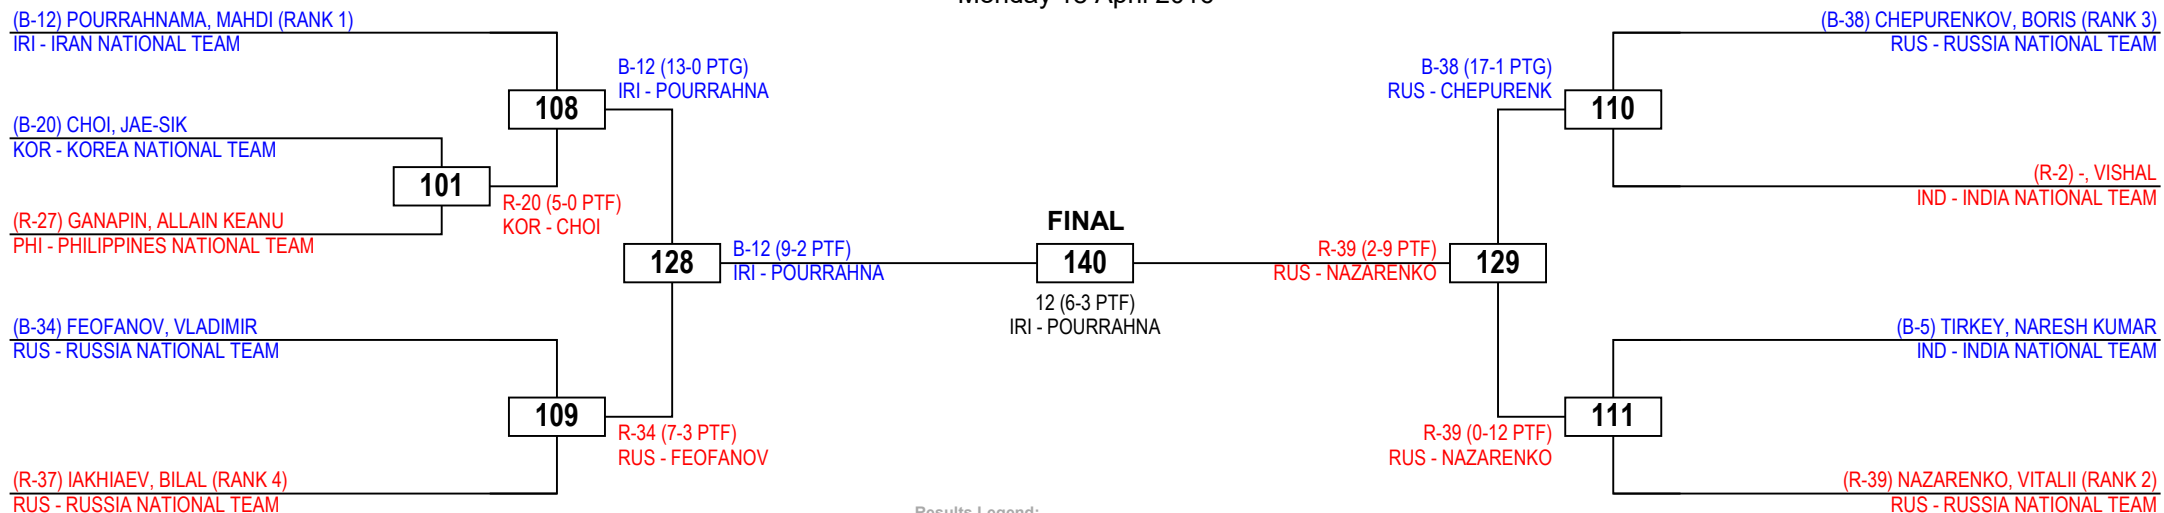 (B-12) POURRAHNAMA, MAHDI (RANK 1)
IRI - IRAN NATIONAL TEAM
(B-20) CHOI, JAE-SIK
KOR - KOREA NATIONAL TEAM
(R-27) GANAPIN, ALLAIN KEANU
PHI - PHILIPPINES NATIONAL TEAM
(B-34) FEOFANOV, VLADIMIR
RUS - RUSSIA NATIONAL TEAM
(R-37) IAKHIAEV, BILAL (RANK 4)
RUS - RUSSIA NATIONAL TEAM
101
R-20 (5-0 PTF)
KOR - CHOI
108
B-12 (13-0 PTG)
IRI - POURRAHNA
109
R-34 (7-3 PTF)
RUS - FEOFANOV
128
B-12 (9-2 PTF)
IRI - POURRAHNA
FINAL
140
12 (6-3 PTF)
IRI - POURRAHNA
R-39 (2-9 PTF)
RUS - NAZARENKO
129
B-38 (17-1 PTG)
RUS - CHEPURENK
110
R-39 (0-12 PTF)
RUS - NAZARENKO
111
(B-38) CHEPURENKOV, BORIS (RANK 3)
RUS - RUSSIA NATIONAL TEAM
(R-2) -, VISHAL
IND - INDIA NATIONAL TEAM
(B-5) TIRKEY, NARESH KUMAR
IND - INDIA NATIONAL TEAM
(R-39) NAZARENKO, VITALII (RANK 2)
RUS - RUSSIA NATIONAL TEAM
Results Legend: